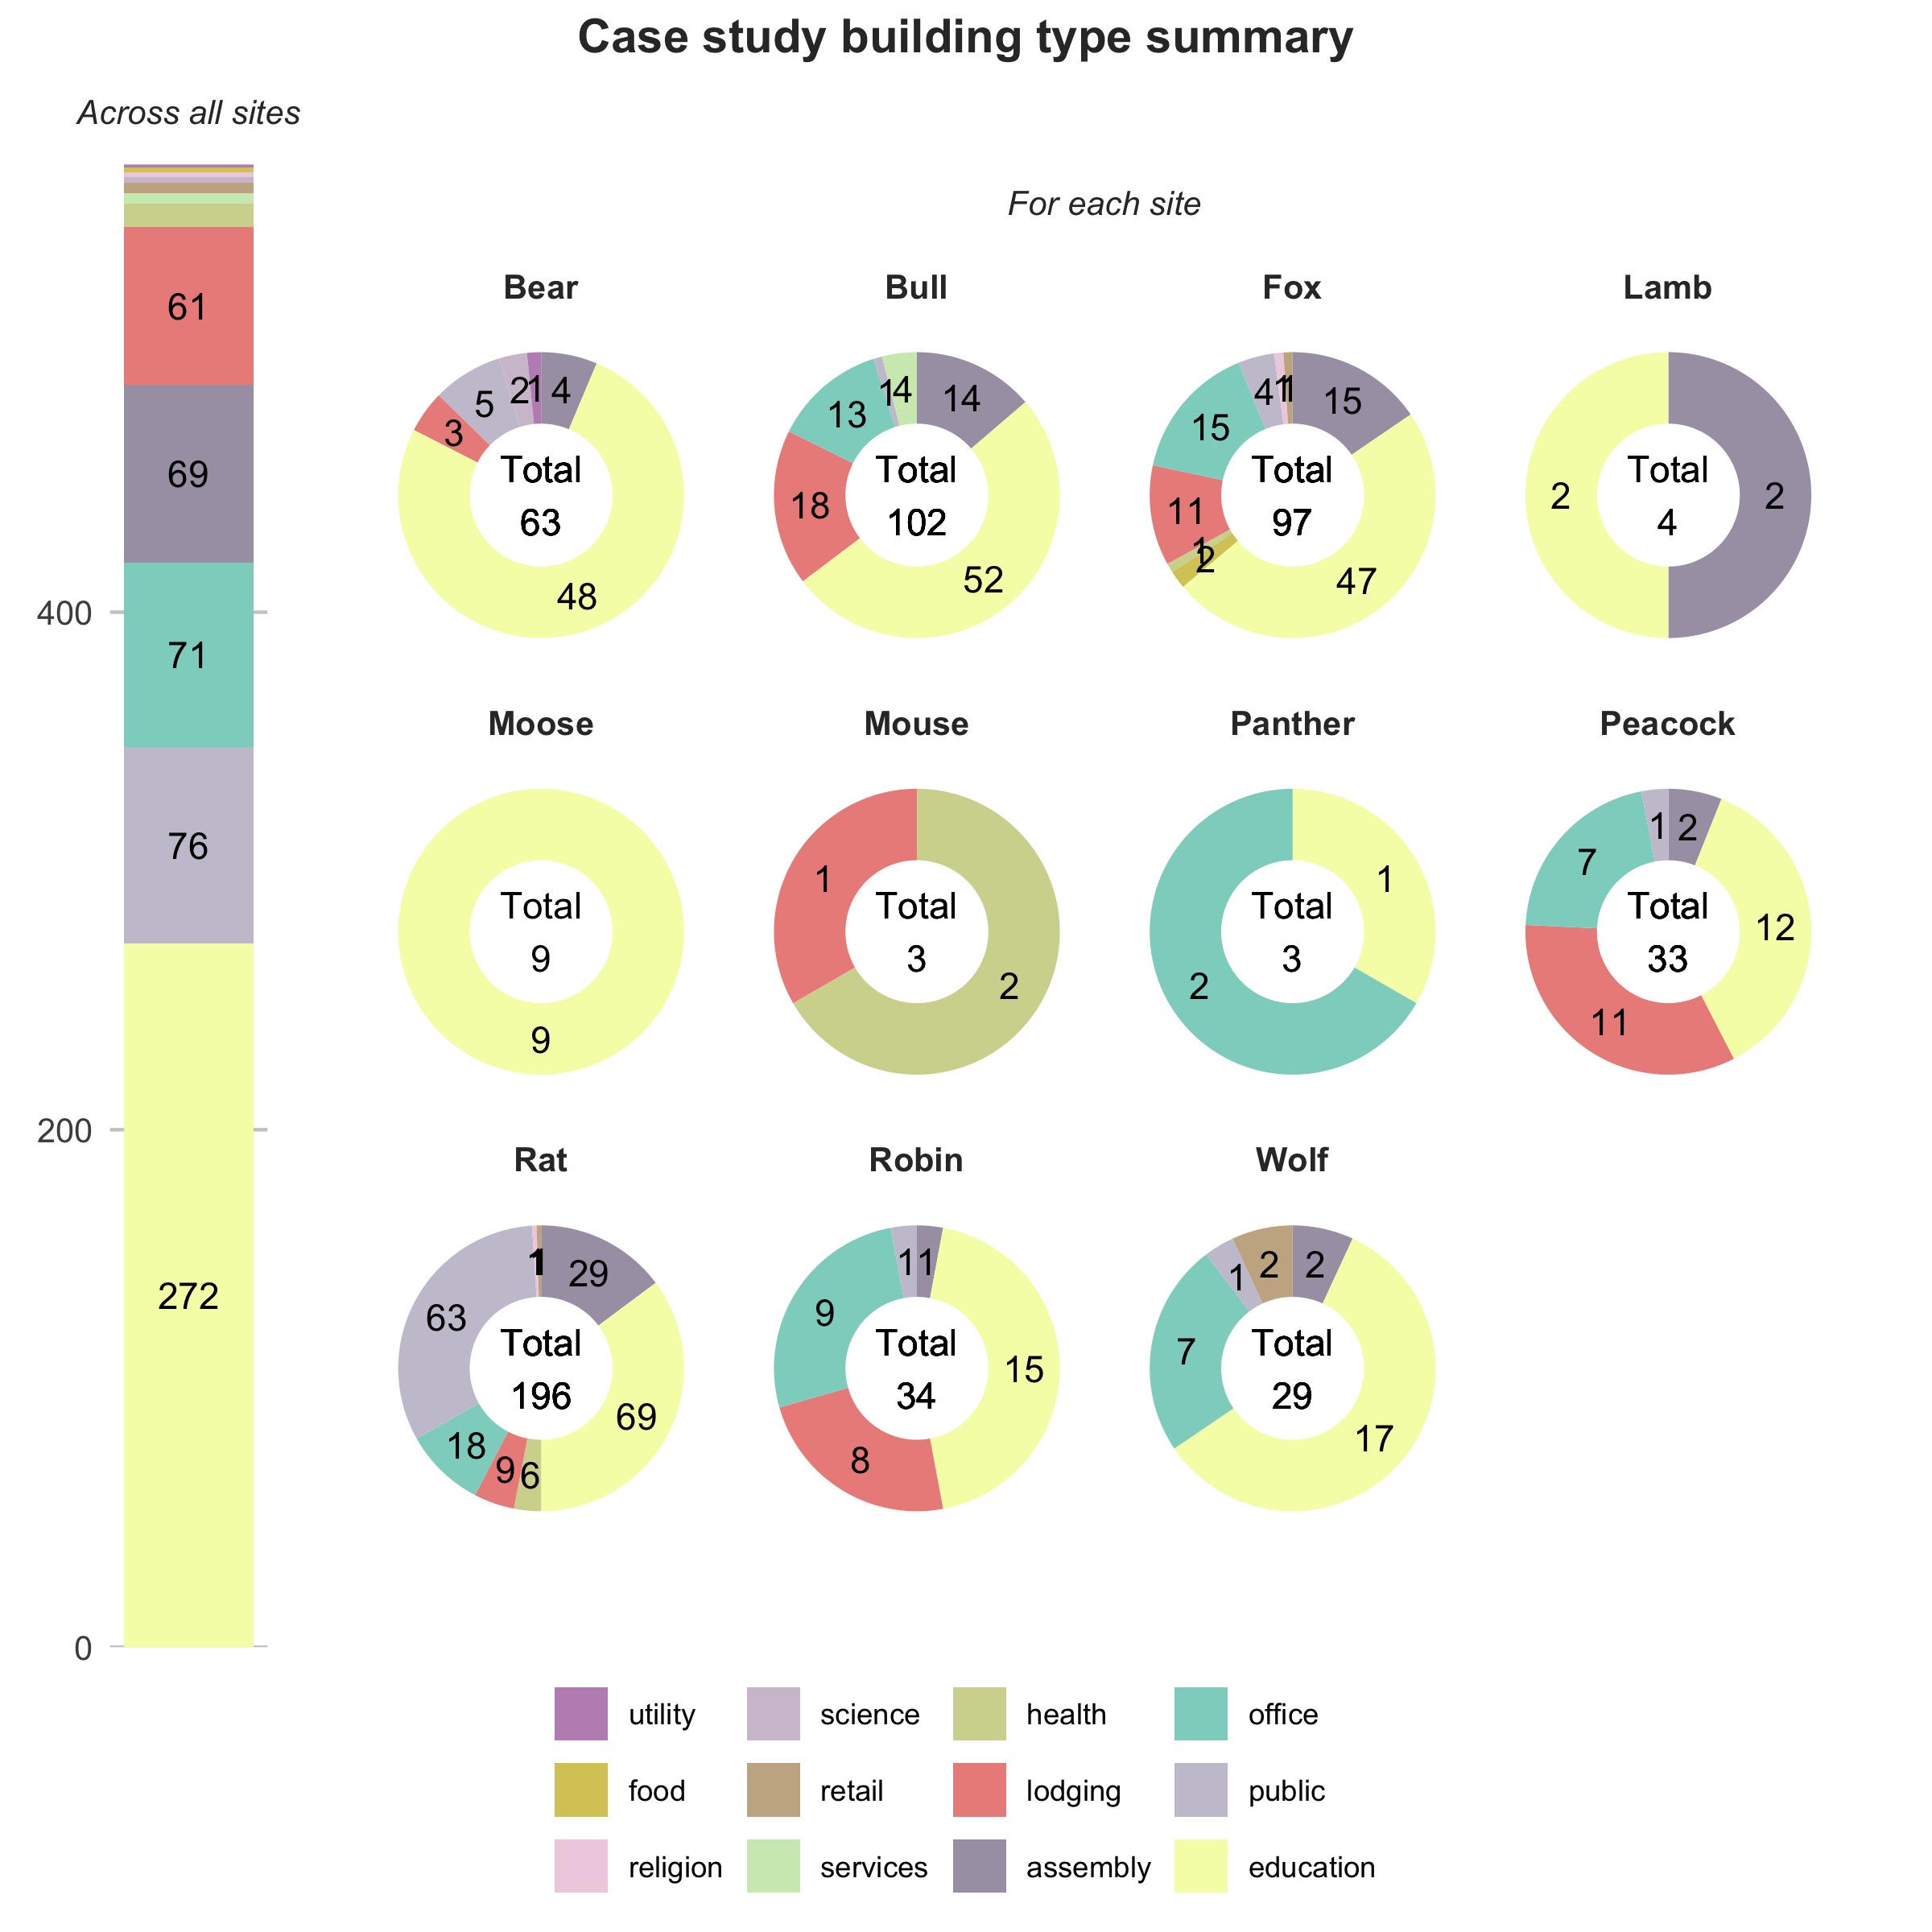 Case study building type summary
Across all sites
For each site
61
69
71
76
272
400
200
0
Bear
4
48
3
5
2
1
Total
63
Bull
14
52
18
13
1
4
Total
102
Fox
15
47
2
1
11
15
4
1
1
Total
97
Lamb
2
2
Total
4
Moose
Total
9
9
Mouse
1
2
Total
3
Panther
1
2
Total
3
Peacock
2
12
11
7
1
Total
33
Rat
29
69
6
9
18
63
1
1
Total
196
Robin
1
15
8
9
1
Total
34
Wolf
2
17
7
1
2
Total
29
utility
science
health
office
food
retail
lodging
public
religion
services
assembly
education